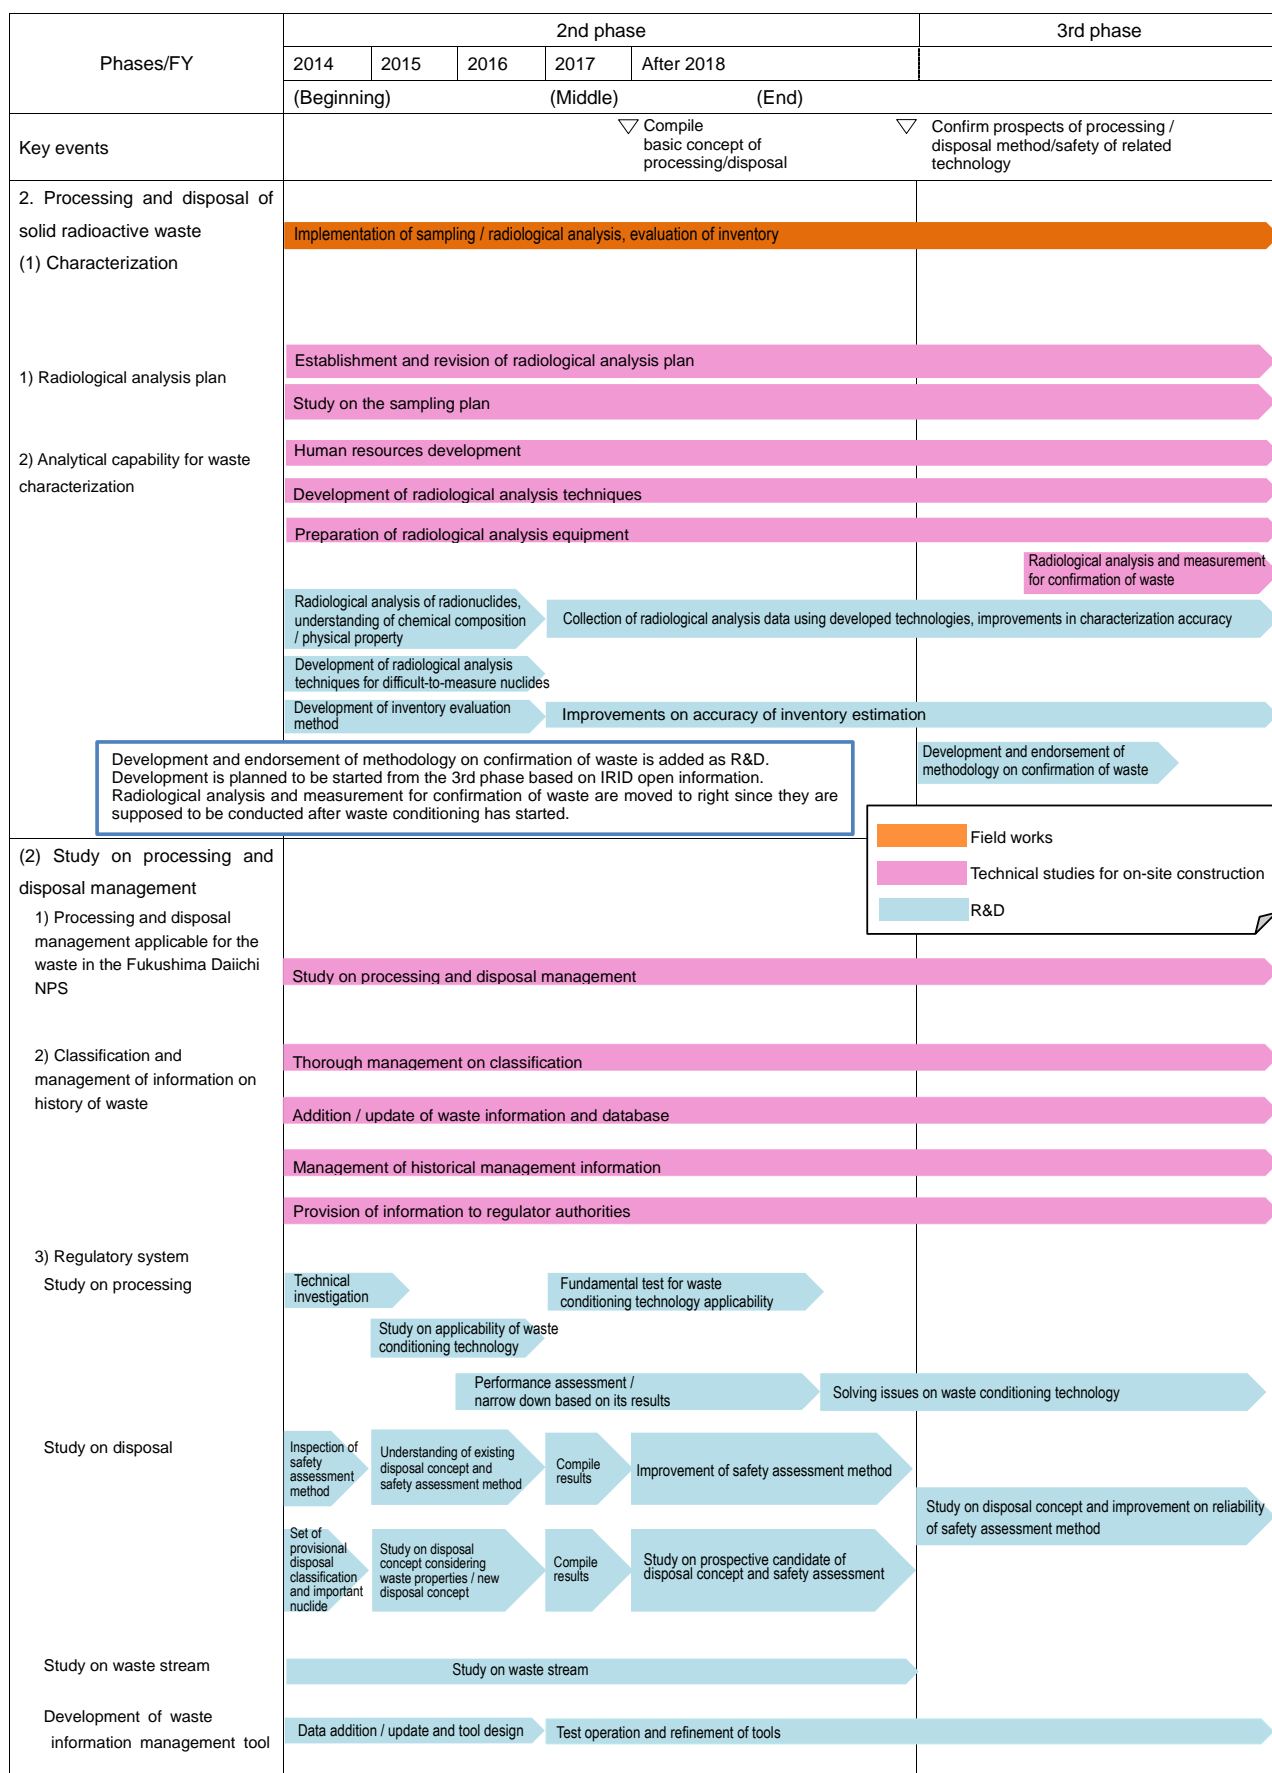 Phases/FY
2nd phase
3rd phase
2014
2015
2016
2017
After 2018
(Beginning)
(Middle)
(End)
Key events
Compile
basic concept of
processing/disposal
Confirm prospects of processing /
disposal method/safety of related
technology
2. Processing and disposal of
solid radioactive waste
(1) Characterization
Implementation of sampling / radiological analysis, evaluation of inventory
1) Radiological analysis plan
Establishment and revision of radiological analysis plan
Study on the sampling plan
2) Analytical capability for waste
characterization
Human resources development
Development of radiological analysis techniques
Preparation of radiological analysis equipment
Radiological analysis and measurement
for confirmation of waste
Radiological analysis of radionuclides,
understanding of chemical composition
/ physical property
Collection of radiological analysis data using developed technologies, improvements in characterization accuracy
Development of radiological analysis
techniques for difficult-to-measure nuclides
Development of inventory evaluation
method
Improvements on accuracy of inventory estimation
Development and endorsement of
methodology on confirmation of waste
Development and endorsement of methodology on confirmation of waste is added as R&D.
Development is planned to be started from the 3rd phase based on IRID open information.
Radiological analysis and measurement for confirmation of waste are moved to right since they are
supposed to be conducted after waste conditioning has started.
Field works
Technical studies for on-site construction
R&D
(2) Study on processing and
disposal management
1) Processing and disposal
management applicable for the
waste in the Fukushima Daiichi
NPS
Study on processing and disposal management
2) Classification and
management of information on
history of waste
Thorough management on classification
Addition / update of waste information and database
Management of historical management information
Provision of information to regulator authorities
3) Regulatory system
Study on processing
Technical
investigation
Fundamental test for waste
conditioning technology applicability
Study on applicability of waste
conditioning technology
Performance assessment /
narrow down based on its results
Solving issues on waste conditioning technology
Study on disposal
Inspection of
safety
assessment
method
Understanding of existing
disposal concept and
safety assessment method
Compile
results
Improvement of safety assessment method
Study on disposal concept and improvement on reliability
of safety assessment method
Set of
provisional
disposal
classification
and important
nuclide
Study on disposal
concept considering
waste properties / new
disposal concept
Compile
results
Study on prospective candidate of
disposal concept and safety assessment
Study on waste stream
Study on waste stream
Development of waste
information management tool
Data addition / update and tool design
Test operation and refinement of tools